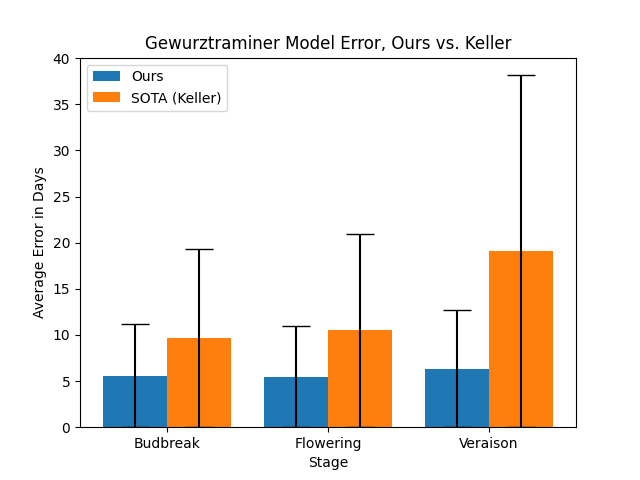 Gewurztraminer Model Error, Ours vs. Keller
Ours
SOTA (Keller)
Average Error in Days
40
35
30
25
20
15
10
5
0
Budbreak
Flowering
Veraison
Stage